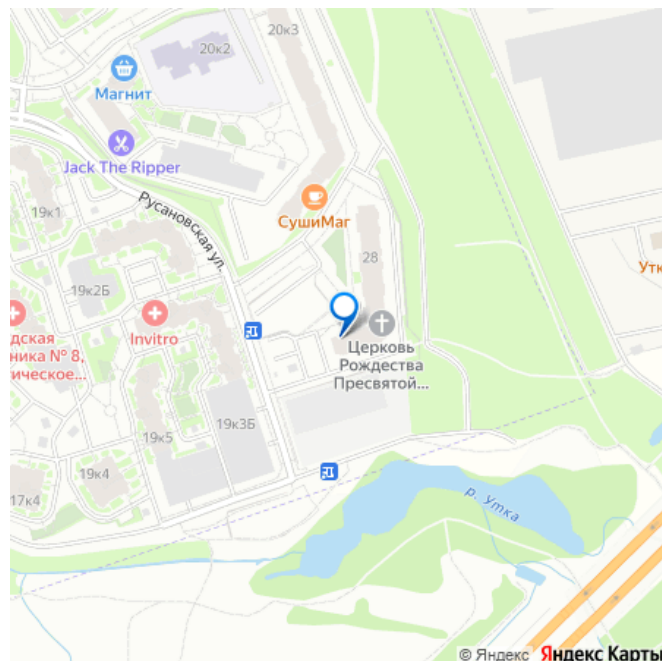 20к2
20к3
Магнит
Jack The Ripper
19к1
Русановская ул.
СушиМаг
28
19к2Б
Invitro
Утк
дская
ника № 8,
ическое...
Церковь
Рождества
Пресвятой...
19к5
19к3Б
19к4
17к4
р. Утка
© Яндекс Яндекс Карты